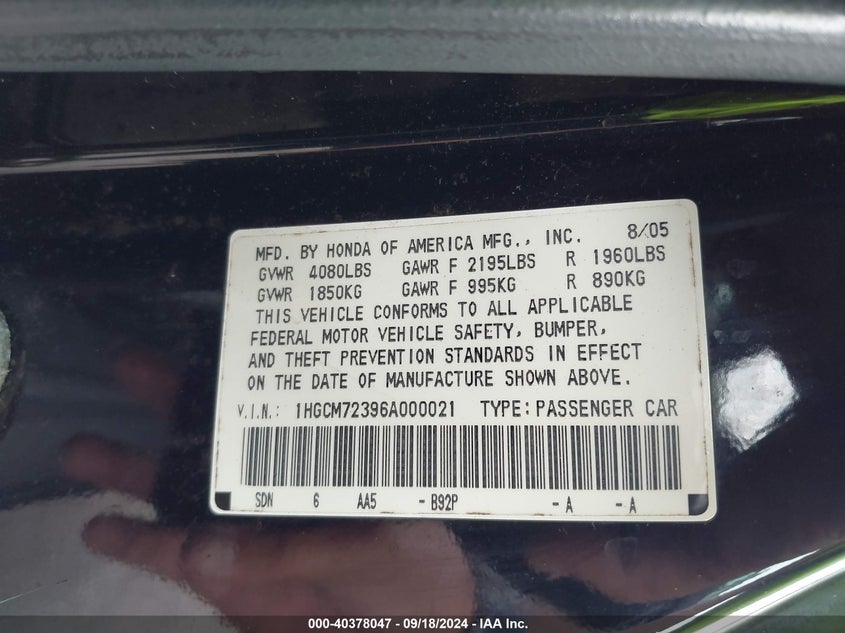 MFD. BY HONDA OF AMERICA MFG., INC. 8/05
GVWR 4080LBS GAWR F 2195LBS R 1960LBS
GVWR 1850KG GAWR F 995KG R 890KG
THIS VEHICLE CONFORMS TO ALL APPLICABLE
FEDERAL MOTOR VEHICLE SAFETY, BUMPER,
AND THEFT PREVENTION STANDARDS IN EFFECT
ON THE DATE OF MANUFACTURE SHOWN ABOVE.
V.I.N.: 1HGCM72396A000021 TYPE: PASSENGER CAR
SDN 6 AA5 - B92P - A - A
000-40378047 - 09/18/2024 - IAA Inc.